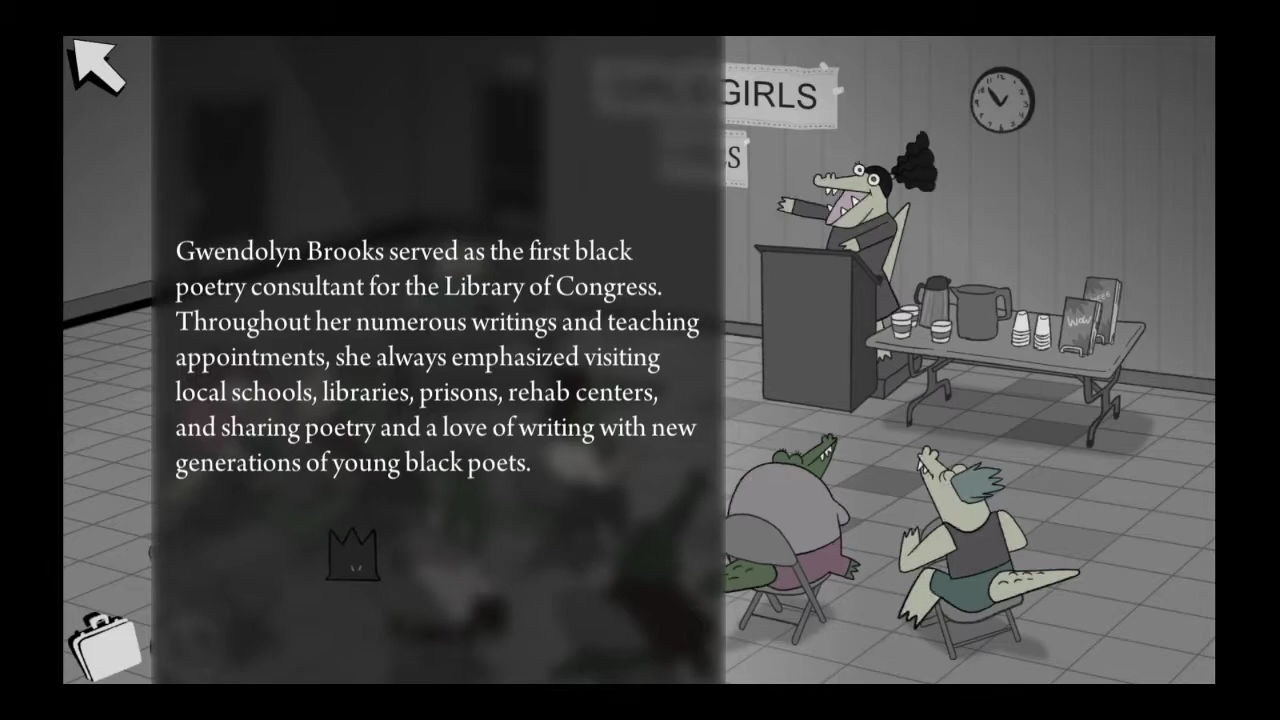 GIRLS
S
Gwendolyn Brooks served as the first black
poetry consultant for the Library of Congress.
Throughout her numerous writings and teaching
appointments, she always emphasized visiting
local schools, libraries, prisons, rehab centers,
and sharing poetry and a love of writing with new
generations of young black poets.
WOW